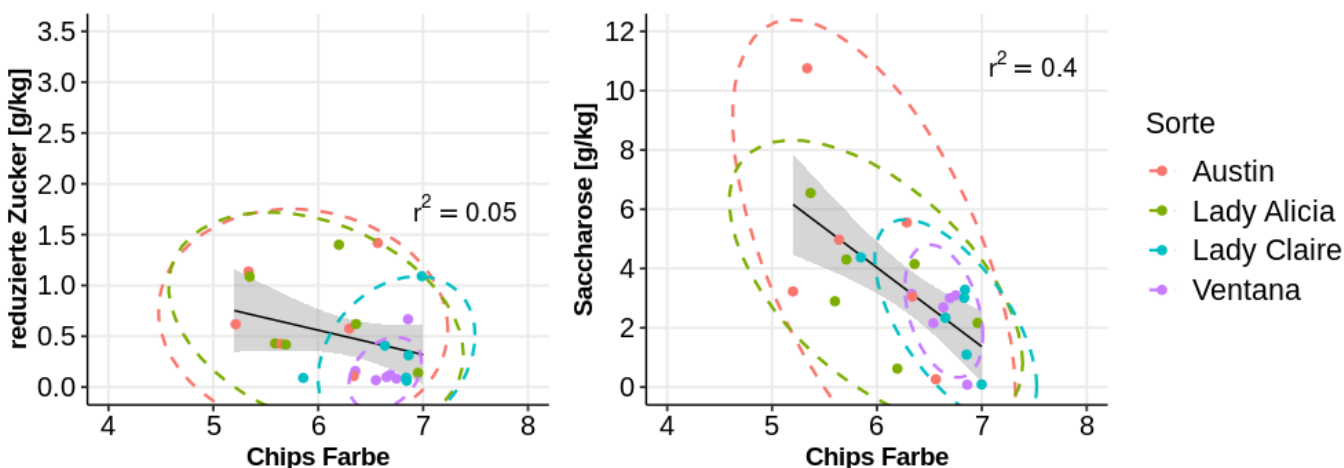 reduzierte Zucker [g/kg]
3.5
3.0
2.5
2.0
1.5
1.0
0.5
0.0
r² = 0.05
4 5 6 7 8
Chips Farbe
Saccharose [g/kg]
12
10
8
6
4
2
0
r² = 0.4
4 5 6 7 8
Chips Farbe
Sorte
Austin
Lady Alicia
Lady Claire
Ventana